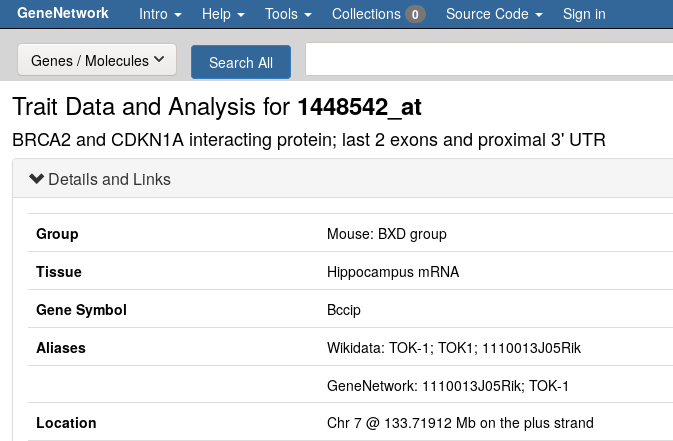 GeneNetwork Intro Help Tools Collections 0 Source Code Sign in
Genes / Molecules Search All
Trait Data and Analysis for 1448542_at
BRCA2 and CDKN1A interacting protein; last 2 exons and proximal 3' UTR
Details and Links
Group Mouse: BXD group
Tissue Hippocampus mRNA
Gene Symbol Bccip
Aliases Wikidata: TOK-1; TOK1; 1110013J05Rik
GeneNetwork: 1110013J05Rik; TOK-1
Location Chr 7 @ 133.71912 Mb on the plus strand